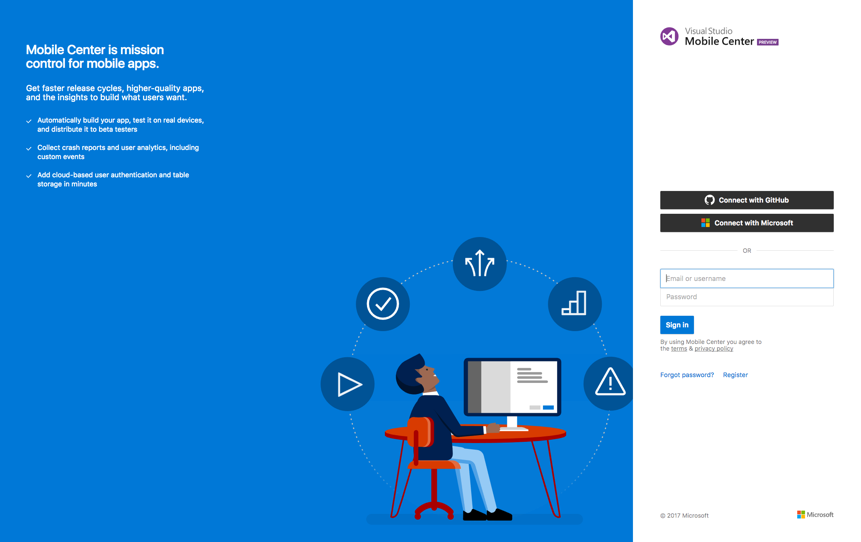 Mobile Center is mission
control for mobile apps.
Get faster release cycles, higher-quality apps,
and the insights to build what users want.
Automatically build your app, test it on real devices,
and distribute it to beta testers
Collect crash reports and user analytics, including
custom events
Add cloud-based user authentication and table
storage in minutes
Visual Studio
Mobile Center PREVIEW
Connect with GitHub
Connect with Microsoft
OR
Email or username
Password
Sign in
By using Mobile Center you agree to
the terms & privacy policy
Forgot password? Register
© 2017 Microsoft
Microsoft